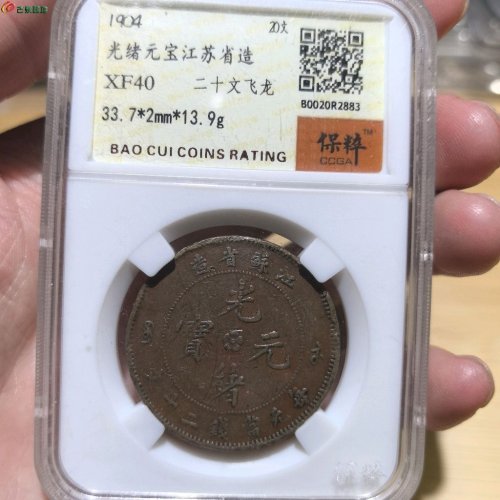 1904 20文
光绪元宝江苏省造
XF40 二十文飞龙
B0020R2883
33.7*2mm*13.9g
保粹™
CCGA
BAO CUI COINS RATING
造省蘇江
光
寶 元
緒